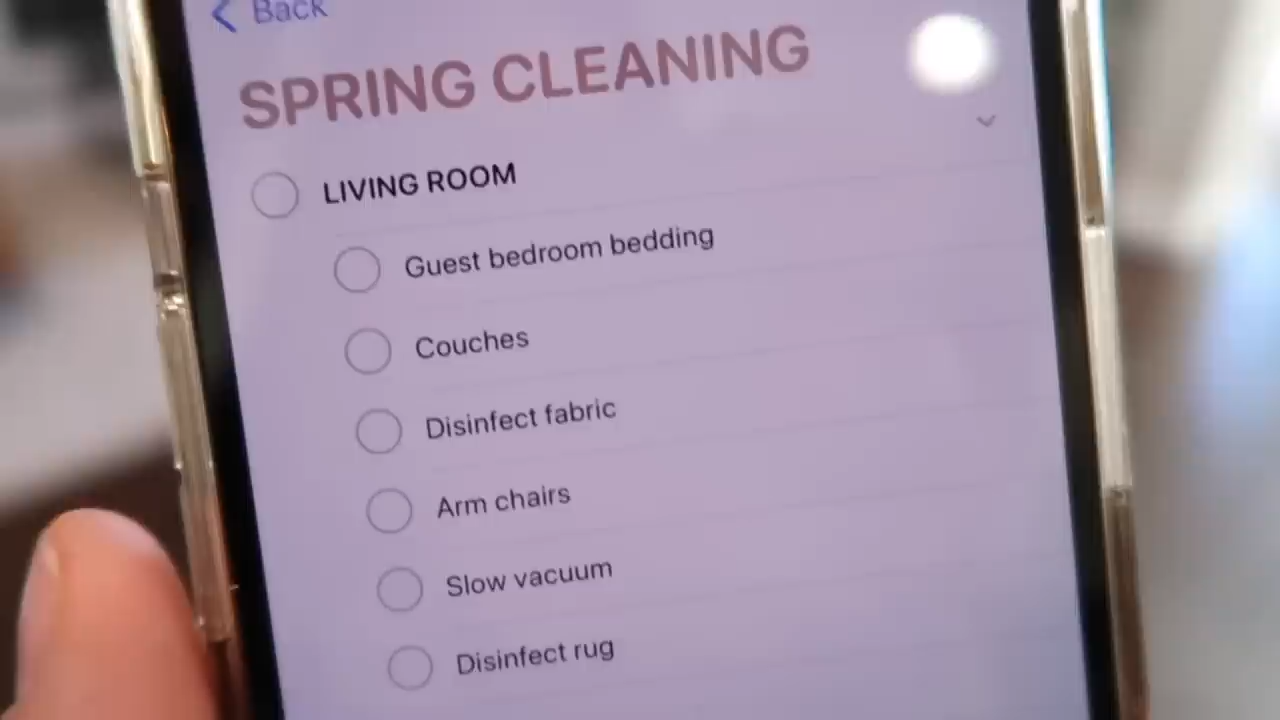 Back
SPRING CLEANING
LIVING ROOM
Guest bedroom bedding
Couches
Disinfect fabric
Arm chairs
Slow vacuum
Disinfect rug